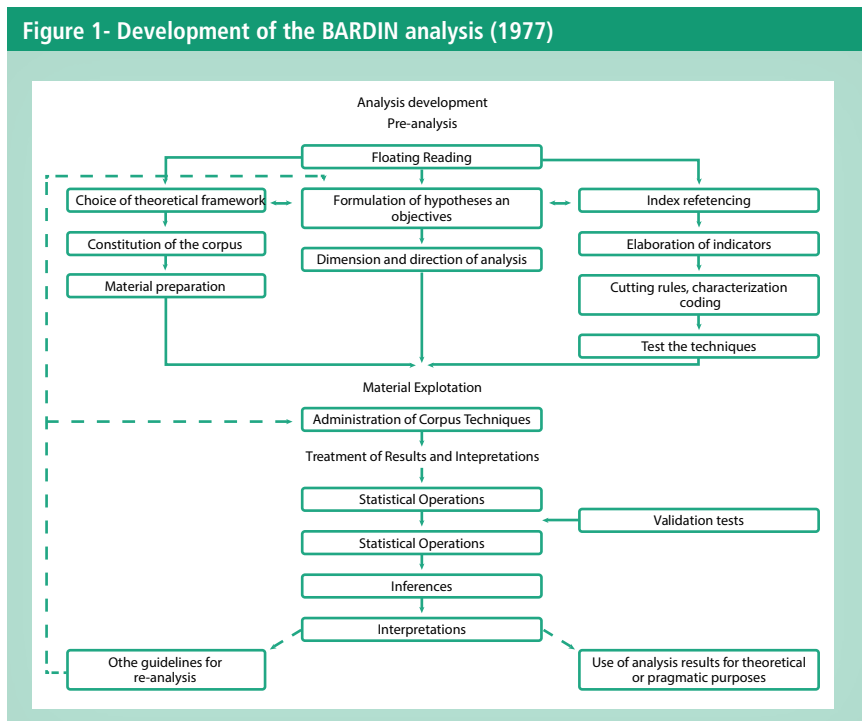 Figure 1- Development of the BARDIN analysis (1977)
Analysis development
Pre-analysis
Floating Reading
Choice of theoretical framework
Formulation of hypotheses an
objectives
Index refetencing
Constitution of the corpus
Dimension and direction of analysis
Elaboration of indicators
Material preparation
Cutting rules, characterization
coding
Test the techniques
Material Explotation
Administration of Corpus Techniques
Treatment of Results and Intepretations
Statistical Operations
Validation tests
Statistical Operations
Inferences
Interpretations
Othe guidelines for
re-analysis
Use of analysis results for theoretical
or pragmatic purposes